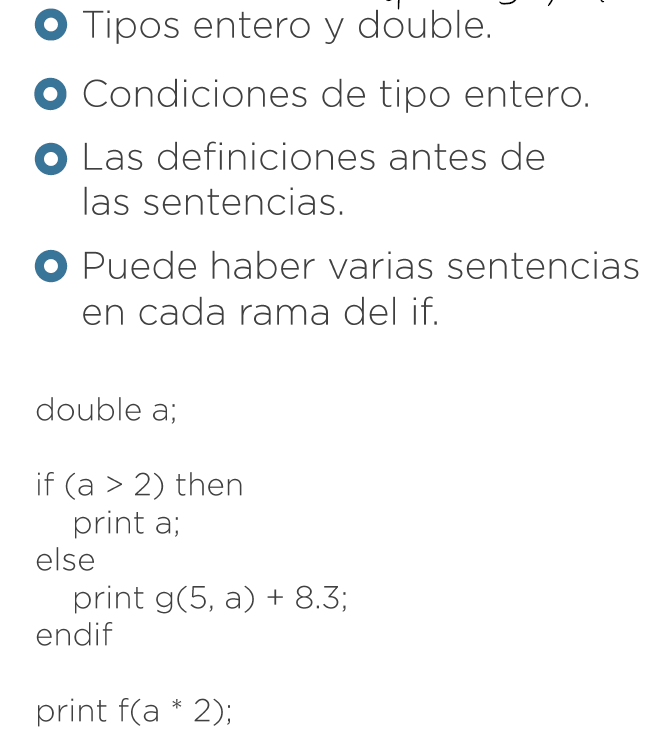 Tipos entero y double.
Condiciones de tipo entero.
Las definiciones antes de
las sentencias.
Puede haber varias sentencias
en cada rama del if.
double a;
if (a > 2) then
print a;
else
print g(5, a) + 8.3;
endif
print f(a * 2);